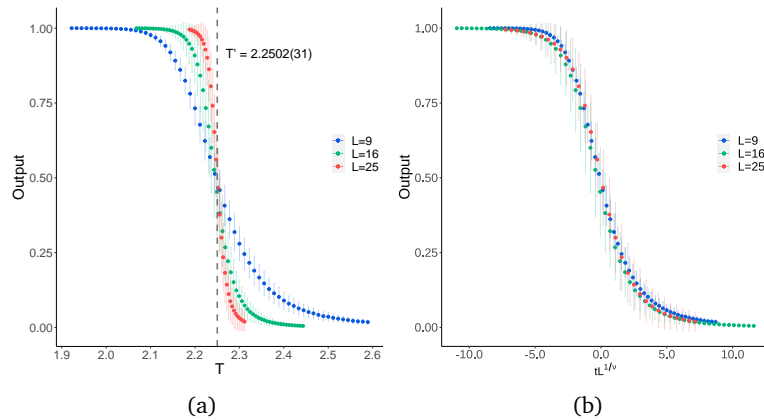 1.00
0.75
0.50
0.25
0.00
Output
T' = 2.2502(31)
L=9
L=16
L=25
1.9 2.0 2.1 2.2 2.3 2.4 2.5 2.6
T
(a)
1.00
0.75
0.50
0.25
0.00
Output
L=9
L=16
L=25
-10.0 -5.0 0.0 5.0 10.0
tL^{1/ν}
(b)